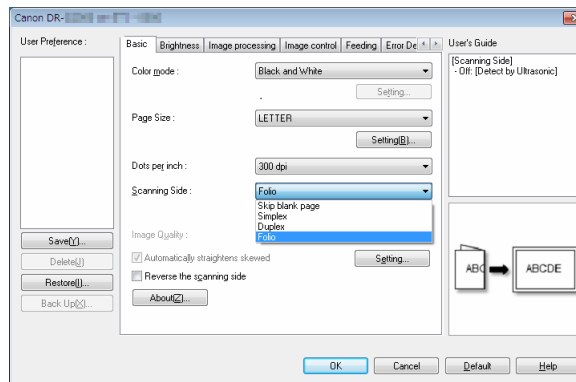 Canon DR-
User Preference :
Save(Y)...
Delete(J)
Restore(I)...
Back Up(X)...
Basic
Brightness
Image processing
Image control
Feeding
Error De
Color mode :
Black and White
Setting...
Page Size :
LETTER
Setting(B)...
Dots per inch :
300 dpi
Scanning Side :
Folio
Skip blank page
Simplex
Duplex
Folio
Image Quality :
Automatically straightens skewed
Setting...
Reverse the scanning side
About(Z)...
User's Guide
[Scanning Side]
- Off: [Detect by Ultrasonic]
ABC
ABCDE
OK
Cancel
Default
Help